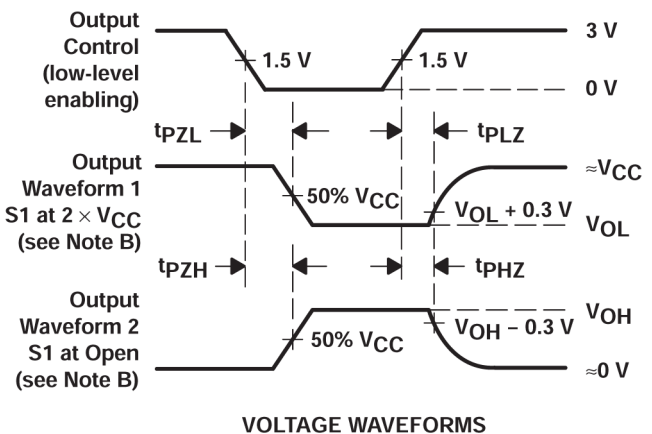 Output
Control
(low-level
enabling)
1.5 V
1.5 V
3 V
0 V
tPZL
tPLZ
Output
Waveform 1
S1 at 2 × VCC
(see Note B)
50% VCC
VOL + 0.3 V
≈VCC
VOL
tPZH
tPHZ
Output
Waveform 2
S1 at Open
(see Note B)
50% VCC
VOH − 0.3 V
VOH
≈0 V
VOLTAGE WAVEFORMS